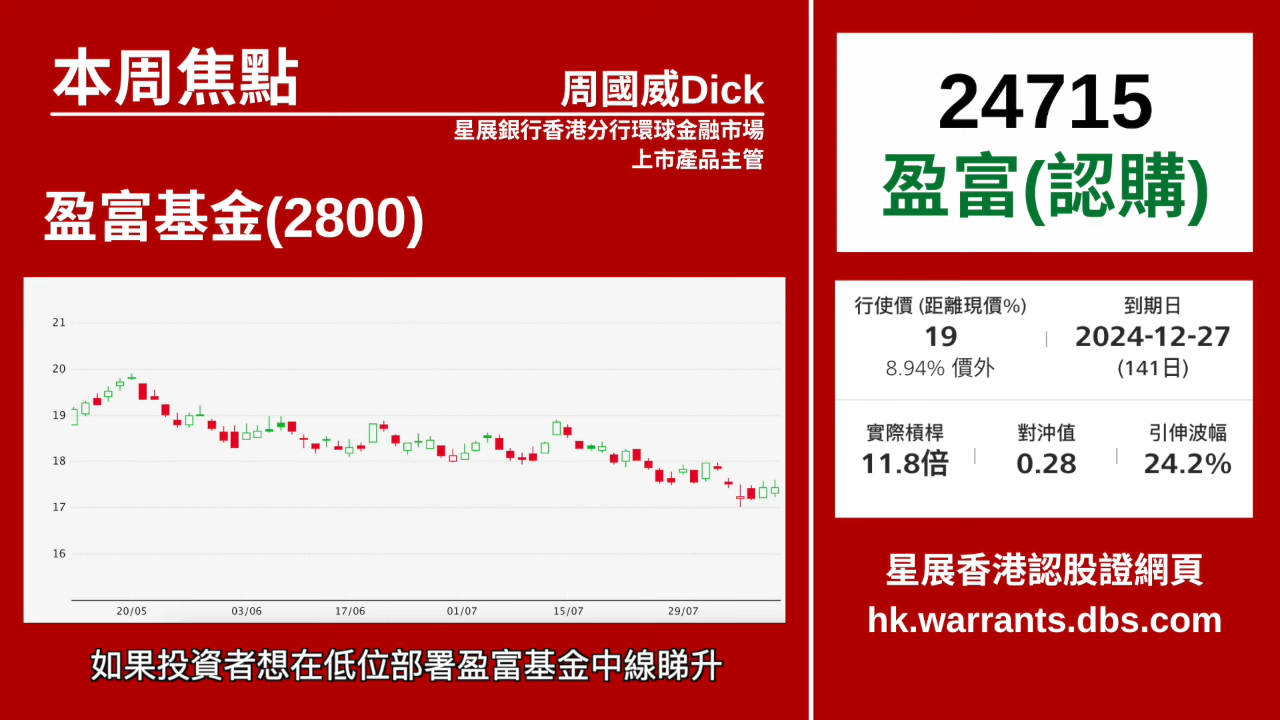 本周焦點
周國威Dick
星展銀行香港分行環球金融市場
上市產品主管
盈富基金(2800)
21
20
19
18
17
16
20/05 03/06 17/06 01/07 15/07 29/07
如果投資者想在低位部署盈富基金中線睇升
24715
盈富(認購)
行使價 (距離現價%) 到期日
19 2024-12-27
8.94% 價外 (141日)
實際槓桿 對沖值 引伸波幅
11.8倍 0.28 24.2%
星展香港認股證網頁
hk.warrants.dbs.com